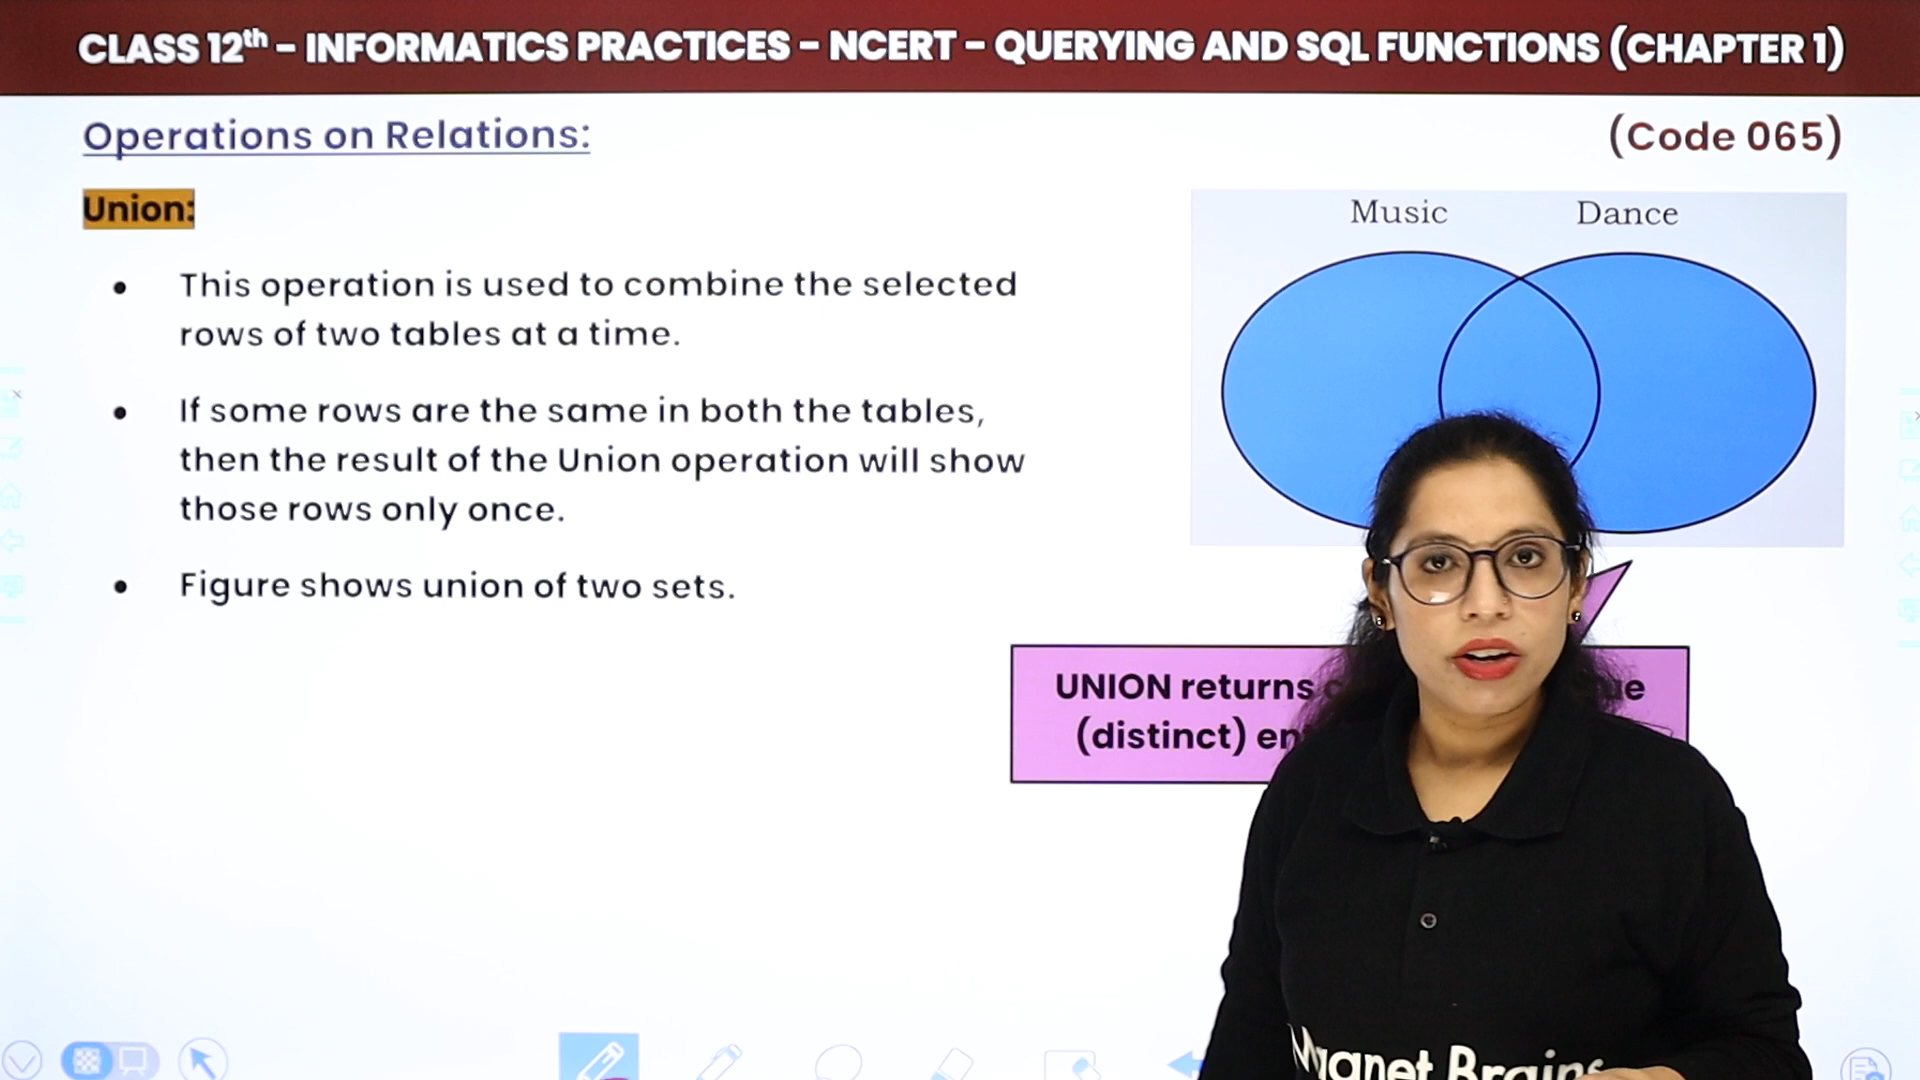 CLASS 12th – INFORMATICS PRACTICES – NCERT – QUERYING AND SQL FUNCTIONS (CHAPTER 1)
Operations on Relations:
(Code 065)
Union:
Music Dance
• This operation is used to combine the selected
rows of two tables at a time.
• If some rows are the same in both the tables,
then the result of the Union operation will show
those rows only once.
• Figure shows union of two sets.
UNION returns
(distinct)
Magnet Brains